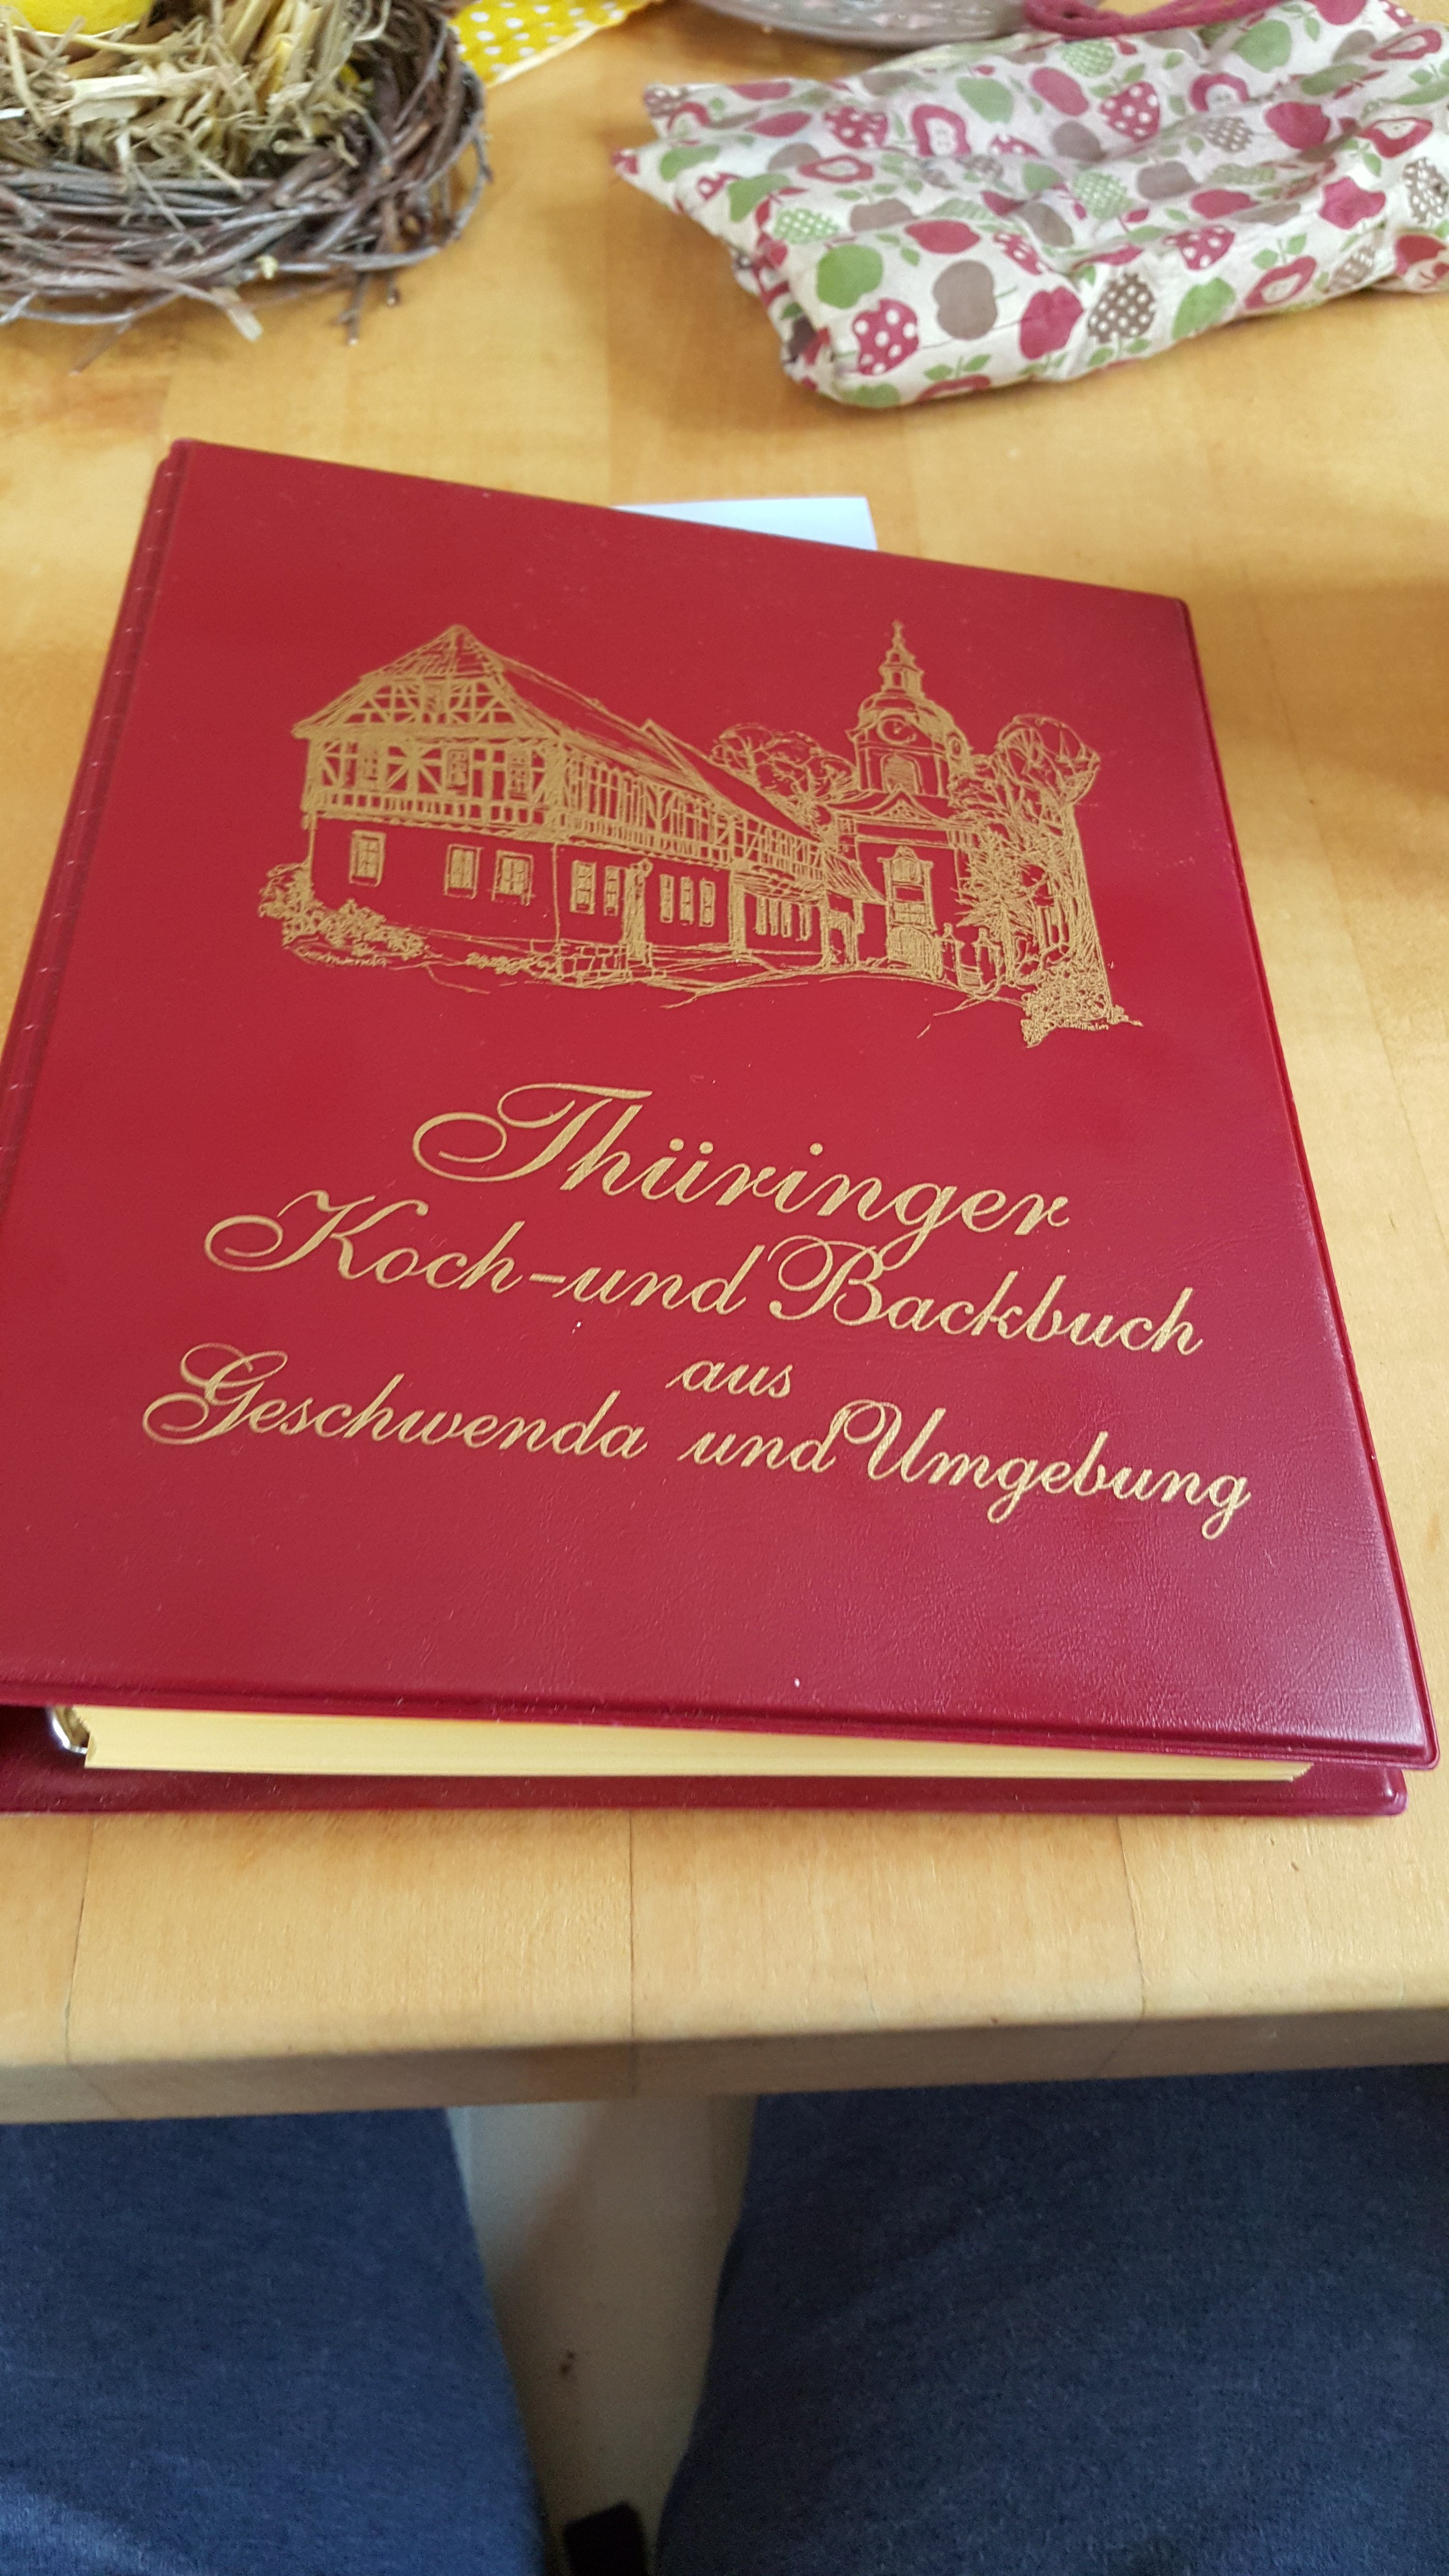 Thüringer
Koch-und Backbuch
aus
Geschwenda und Umgebung